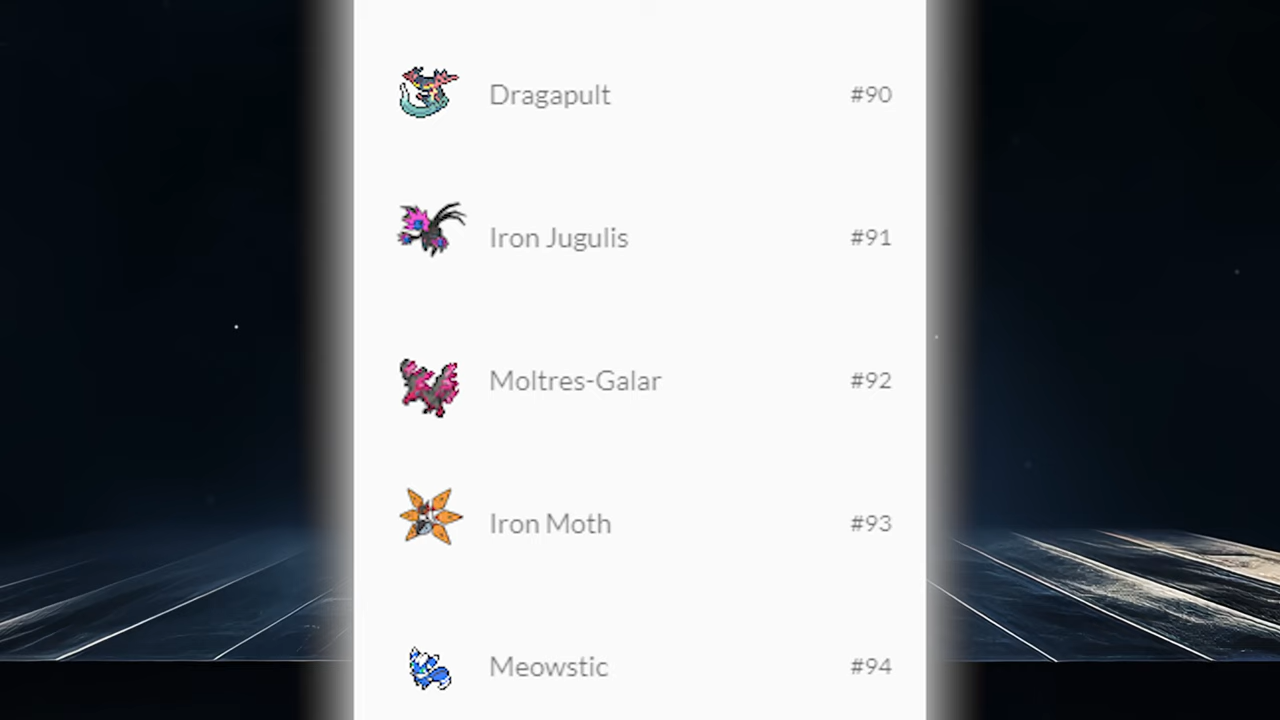 Dragapult #90
Iron Jugulis #91
Moltres-Galar #92
Iron Moth #93
Meowstic #94